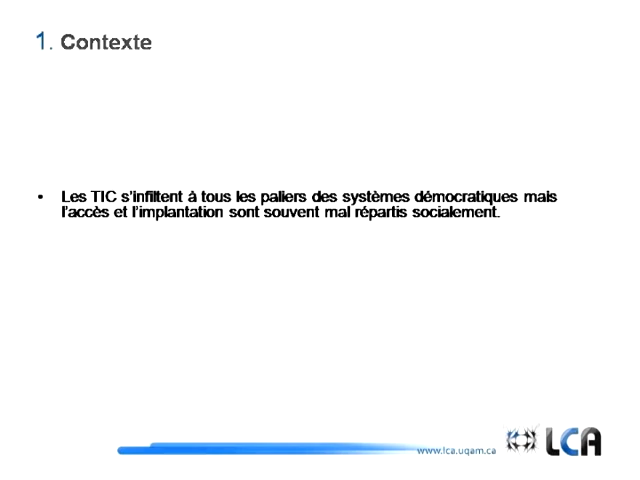 1. Contexte
• Les TIC s'infiltent à tous les paliers des systèmes démocratiques mais
l'accès et l'implantation sont souvent mal répartis socialement.
www.lca.uqam.ca
LCA